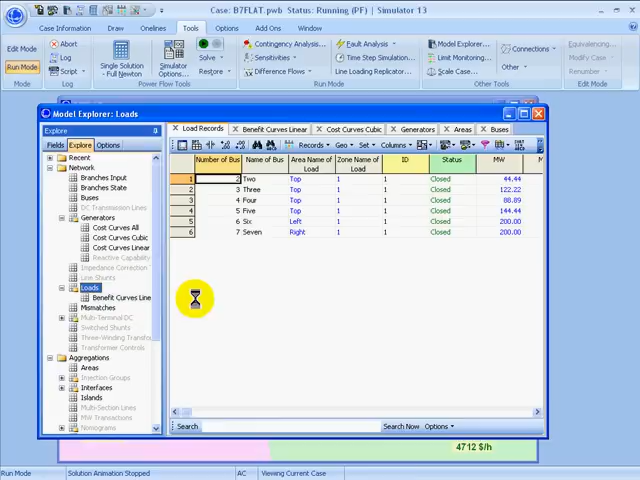 Case: B7FLAT.pwb Status: Running (PF) | Simulator 13
Case Information Draw Onelines Tools Options Add Ons Window
Edit Mode
Run Mode
Mode
Abort
Log
Script
Log
Single Solution - Full Newton
Simulator Options...
Solve
Restore
Power Flow Tools
Contingency Analysis...
Sensitivities
Difference Flows
Fault Analysis
Time Step Simulation...
Line Loading Replicator...
Run Mode
Model Explorer...
Limit Monitoring...
Scale Case...
Connections
Other
Other Tools
Equivalencing...
Modify Case
Renumber
Edit Mode
Model Explorer: Loads
Explore
Fields Explore Options
Recent
Network
Branches Input
Branches State
Buses
DC Transmission Lines
Generators
Cost Curves All
Cost Curves Cubic
Cost Curves Linear
Reactive Capability
Impedance Correction
Line Shunts
Loads
Benefit Curves Line
Mismatches
Multi-Terminal DC
Switched Shunts
Three-Winding Transfor
Transformer Controls
Aggregations
Areas
Injection Groups
Interfaces
Islands
Multi-Section Lines
MW Transactions
Nomograms
Load Records Benefit Curves Linear Cost Curves Cubic Generators Areas Buses
Records Geo Set Columns
Number of Bus Name of Bus Area Name of Load Zone Name of Load ID Status MW
1 2 Two Top 1 1 Closed 44.44
2 3 Three Top 1 1 Closed 122.22
3 4 Four Top 1 1 Closed 88.89
4 5 Five Top 1 1 Closed 144.44
5 6 Six Left 1 1 Closed 200.00
6 7 Seven Right 1 1 Closed 200.00
Search Search Now Options
4712 $/h
Run Mode Solution Animation Stopped AC Viewing Current Case